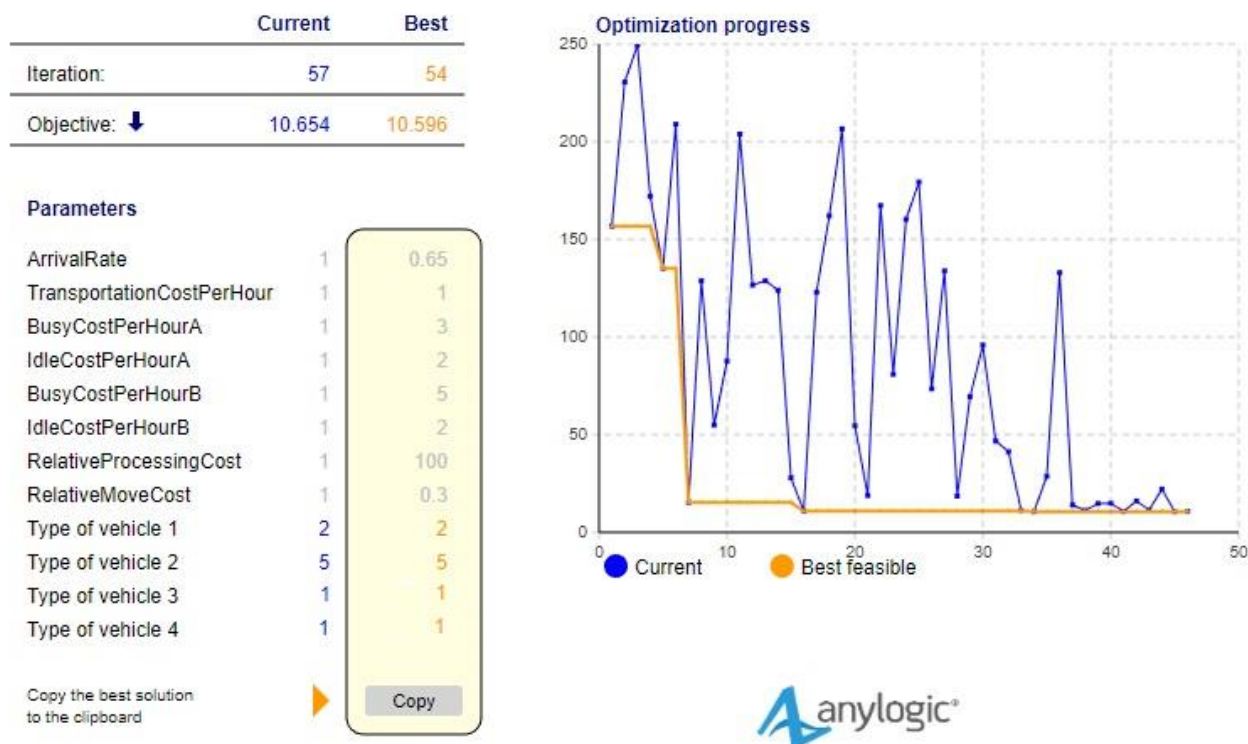 Current Best
Iteration: 57 54
Objective: 10.654 10.596
Parameters
ArrivalRate 1 0.65
TransportationCostPerHour 1 1
BusyCostPerHourA 1 3
IdleCostPerHourA 1 2
BusyCostPerHourB 1 5
IdleCostPerHourB 1 2
RelativeProcessingCost 1 100
RelativeMoveCost 1 0.3
Type of vehicle 1 2 2
Type of vehicle 2 5 5
Type of vehicle 3 1 1
Type of vehicle 4 1 1
Copy the best solution
to the clipboard
Copy
Optimization progress
250
200
150
100
50
0
0 10 20 30 40 50
Current Best feasible
anylogic®